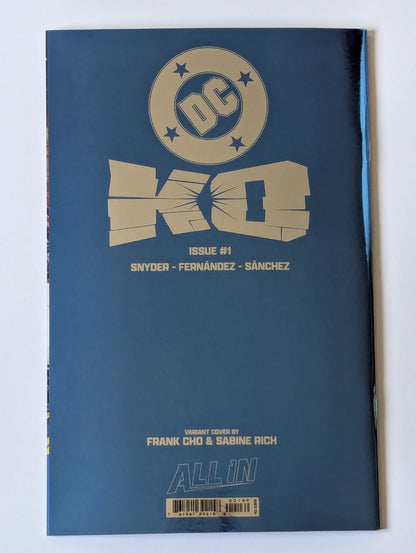 DC
KO
ISSUE #1
SNYDER - FERNÁNDEZ - SÁNCHEZ
VARIANT COVER BY
FRANK CHO & SABINE RICH
ALL IN